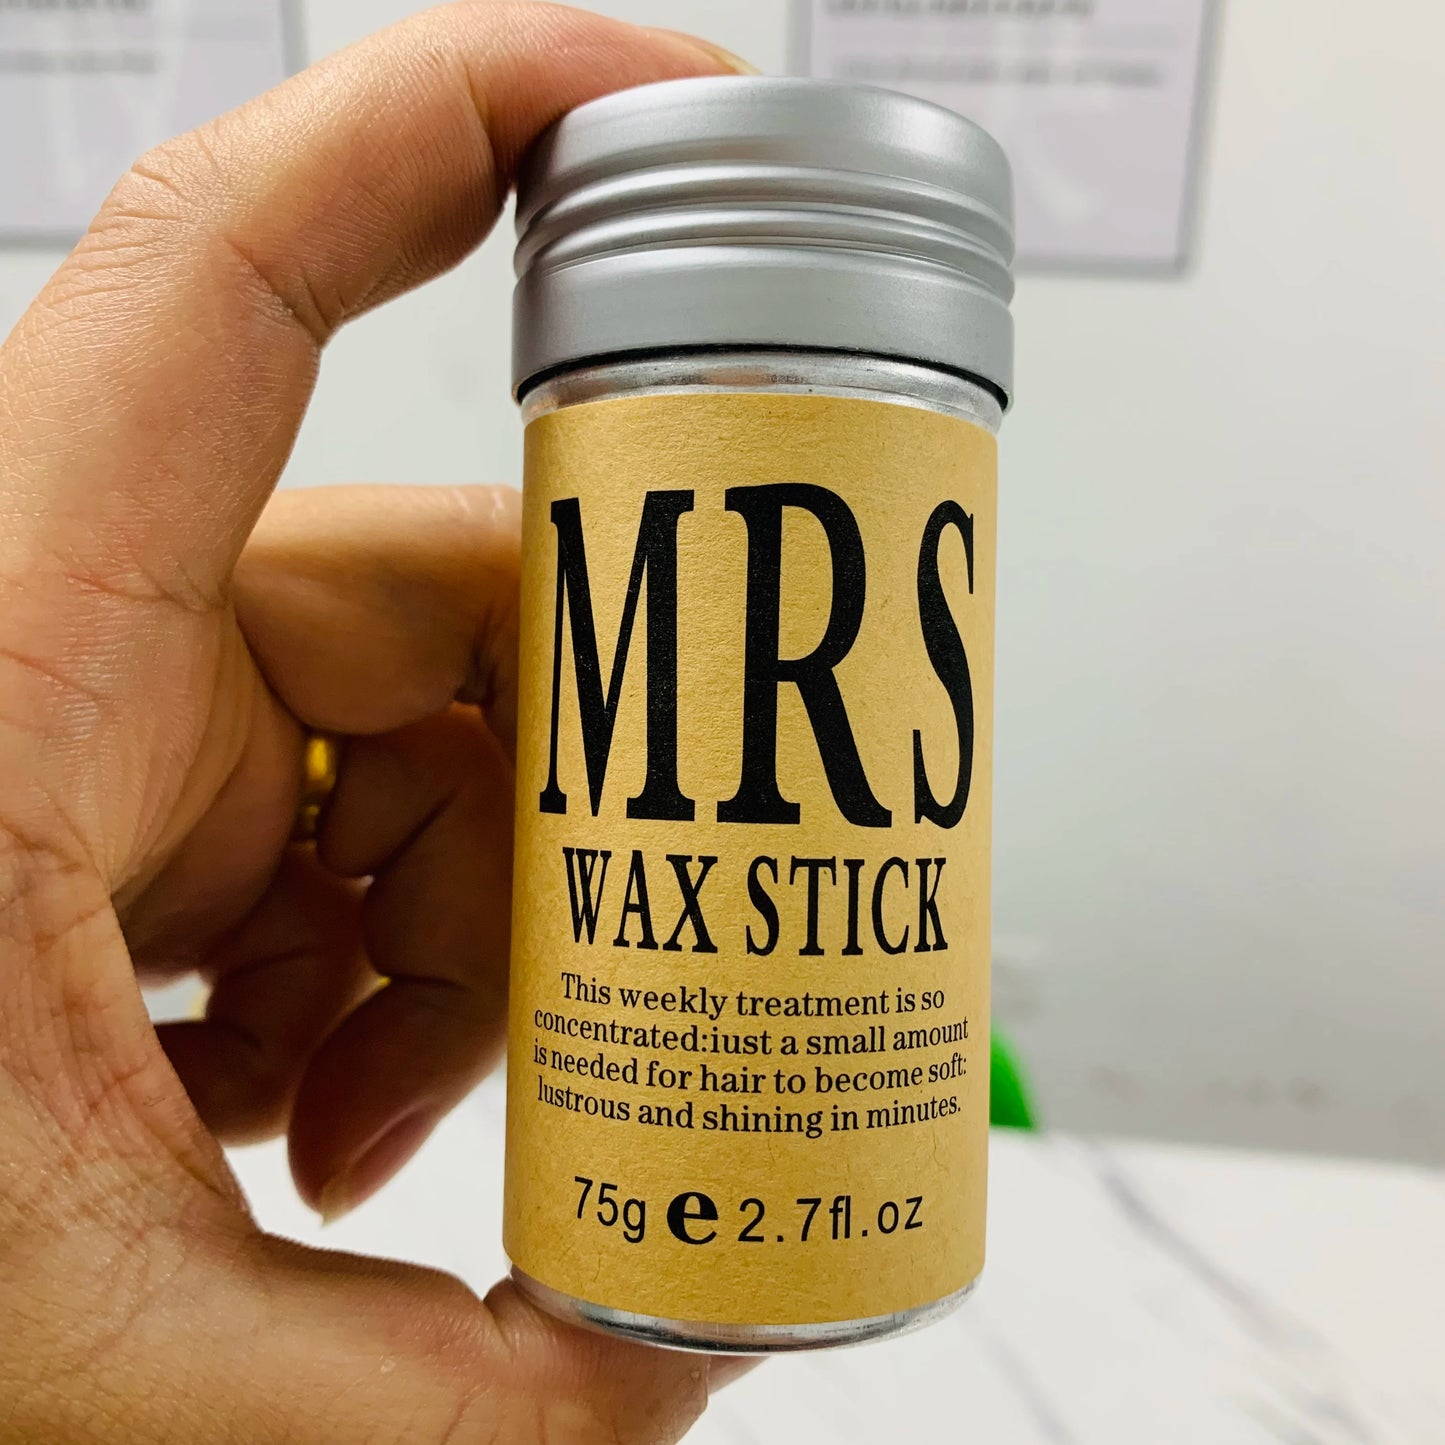 MRS
WAX STICK
This weekly treatment is so
concentrated:iust a small amount
is needed for hair to become soft:
lustrous and shining in minutes.
75g e 2.7fl.oz